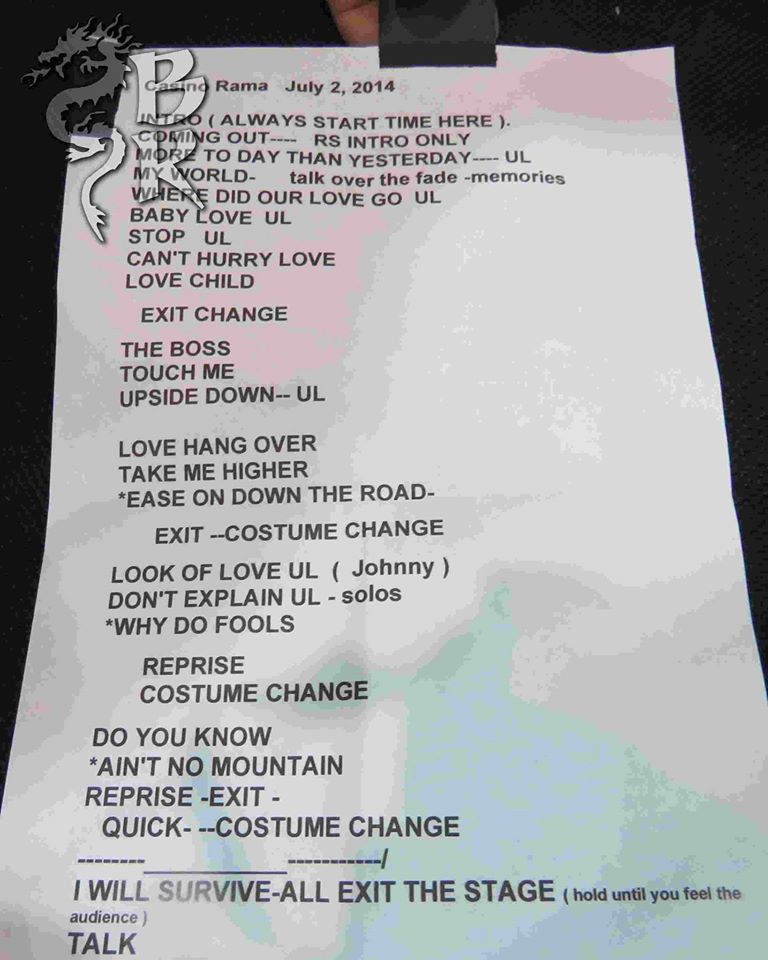 BK
Casino Rama July 2, 2014
INTRO ( ALWAYS START TIME HERE ).
COMING OUT---- RS INTRO ONLY
MORE TO DAY THAN YESTERDAY---- UL
MY WORLD- talk over the fade -memories
WHERE DID OUR LOVE GO UL
BABY LOVE UL
STOP UL
CAN'T HURRY LOVE
LOVE CHILD
EXIT CHANGE
THE BOSS
TOUCH ME
UPSIDE DOWN-- UL
LOVE HANG OVER
TAKE ME HIGHER
*EASE ON DOWN THE ROAD-
EXIT --COSTUME CHANGE
LOOK OF LOVE UL ( Johnny )
DON'T EXPLAIN UL - solos
*WHY DO FOOLS
REPRISE
COSTUME CHANGE
DO YOU KNOW
*AIN'T NO MOUNTAIN
REPRISE -EXIT -
QUICK- --COSTUME CHANGE
--------____________-----------/
I WILL SURVIVE-ALL EXIT THE STAGE ( hold until you feel the
audience )
TALK